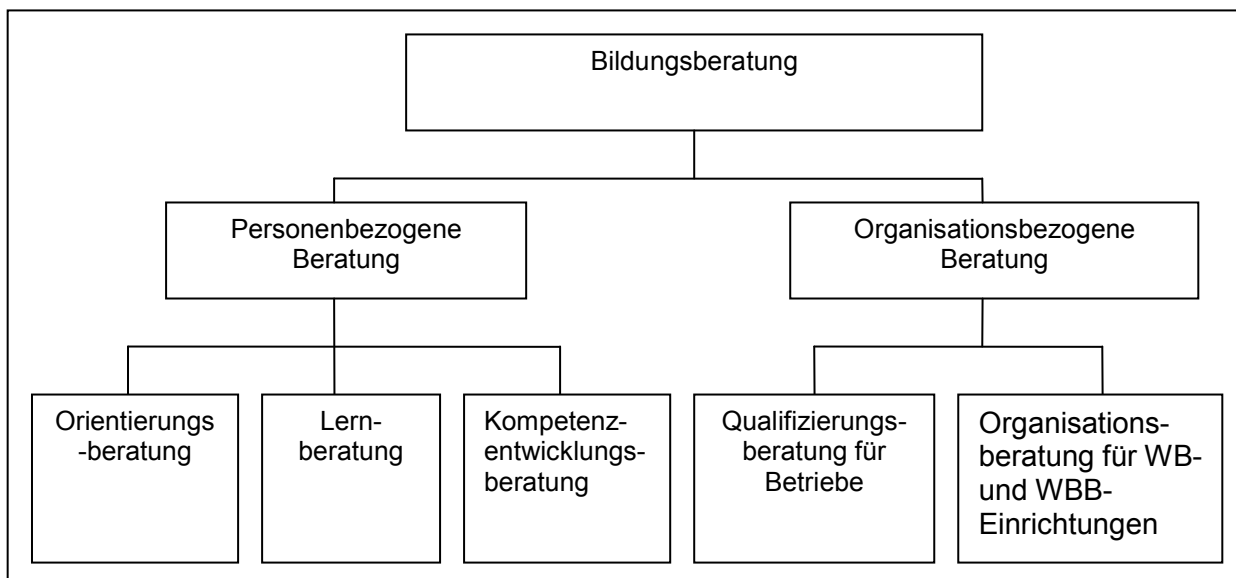 Bildungsberatung
Personenbezogene
Beratung
Organisationsbezogene
Beratung
Orientierungs
-beratung
Lern-
beratung
Kompetenz-
entwicklungs-
beratung
Qualifizierungs-
beratung für
Betriebe
Organisations-
beratung für WB-
und WBB-
Einrichtungen